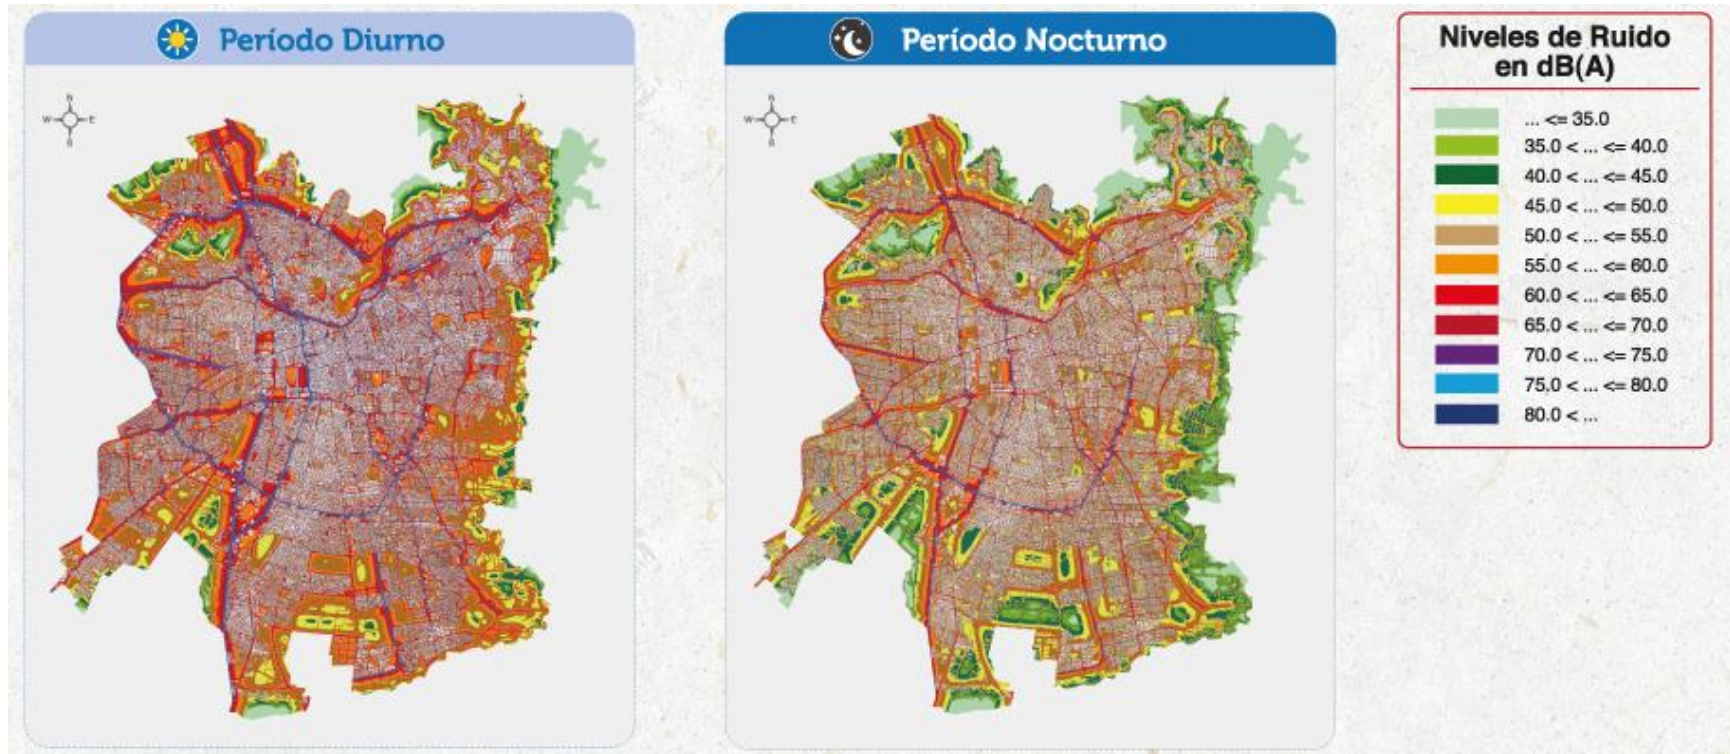 Período Diurno
Período Nocturno
Niveles de Ruido
en dB(A)
N
W E
S
N
W E
S
... <= 35.0
35.0 < ... <= 40.0
40.0 < ... <= 45.0
45.0 < ... <= 50.0
50.0 < ... <= 55.0
55.0 < ... <= 60.0
60.0 < ... <= 65.0
65.0 < ... <= 70.0
70.0 < ... <= 75.0
75.0 < ... <= 80.0
80.0 < ...